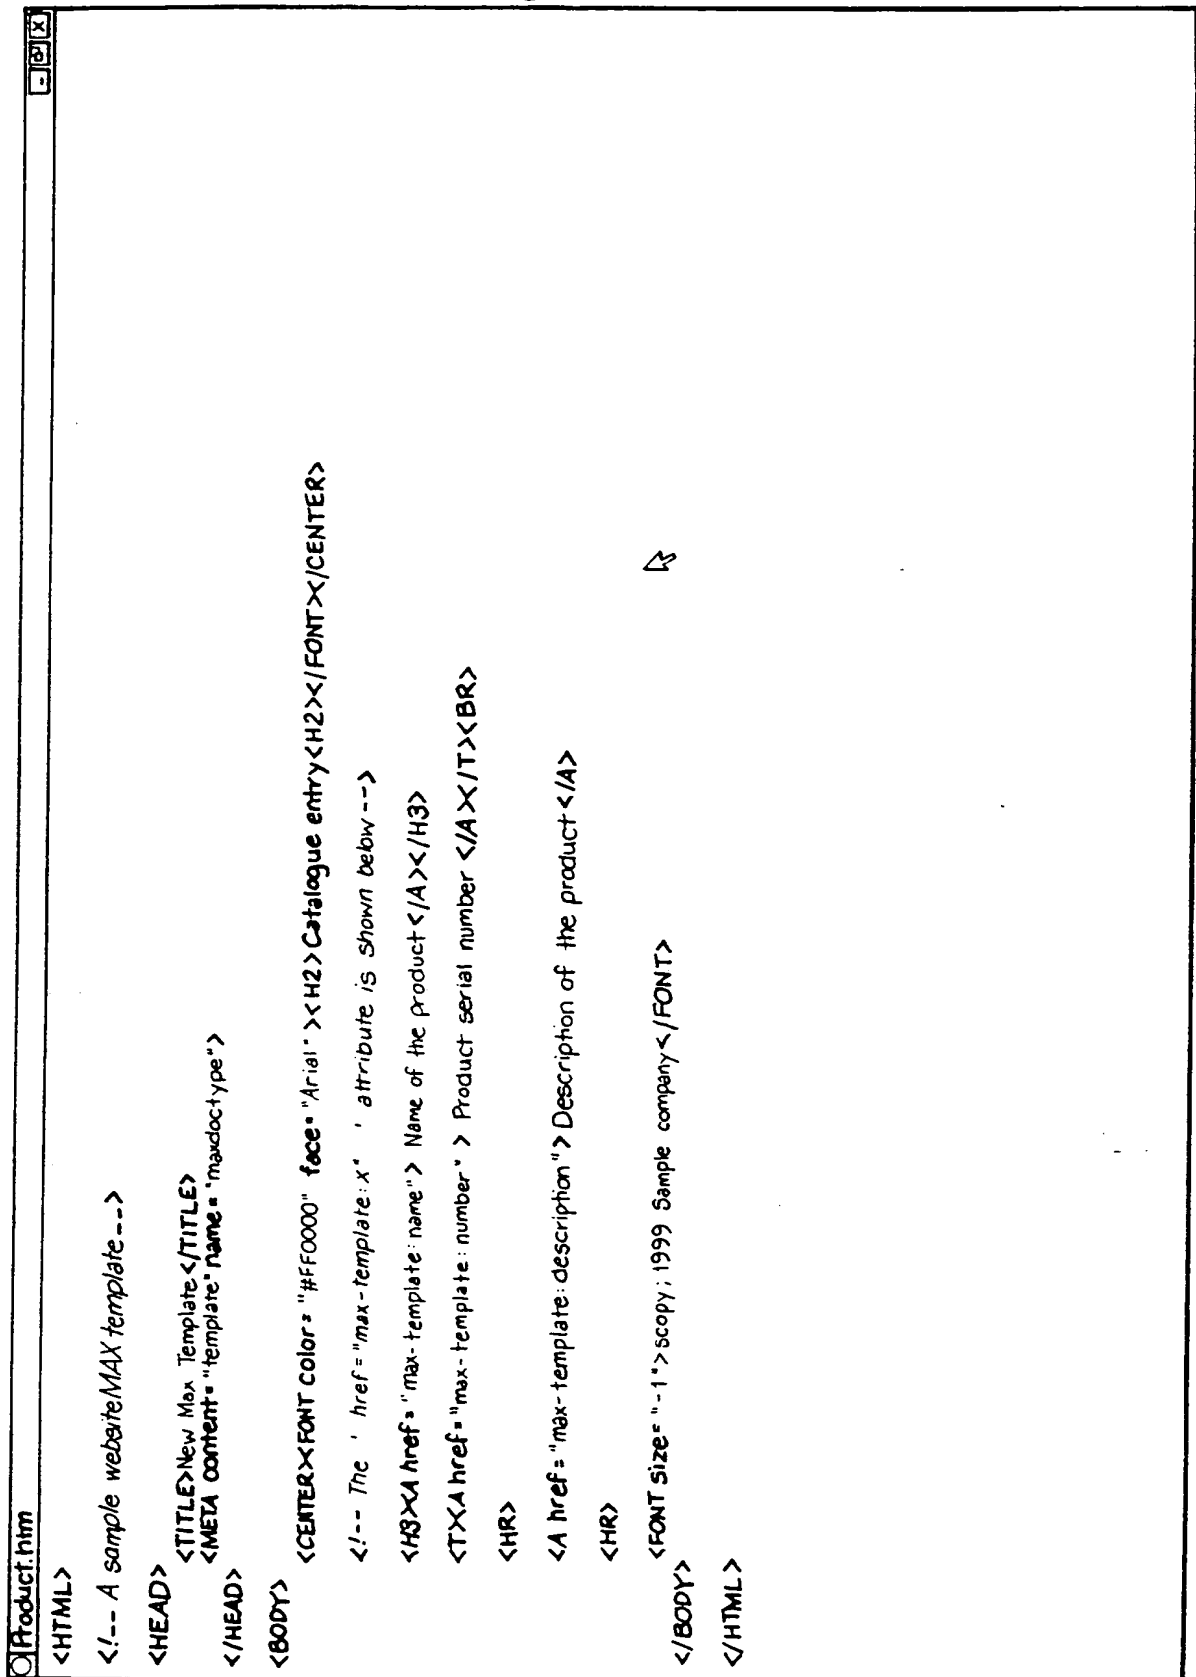 Product.htm
<HTML>
<!-- A sample websiteMAX template -->
<HEAD>
<TITLE>New Max Template</TITLE>
<META content="template" name="maxdoctype">
</HEAD>
<BODY>
<CENTER><FONT color="#FF0000" face="Arial"><H2>Catalogue entry<H2></FONT></CENTER>
<!-- The ' href="max-template:x" ' attribute is shown below -->
<H3><A href="max-template:name"> Name of the product </A></H3>
<T><A href="max-template:number"> Product serial number </A></T><BR>
<HR>
<A href="max-template:description"> Description of the product </A>
<HR>
<FONT size="-1">scopy; 1999 Sample company</FONT>
</BODY>
</HTML>